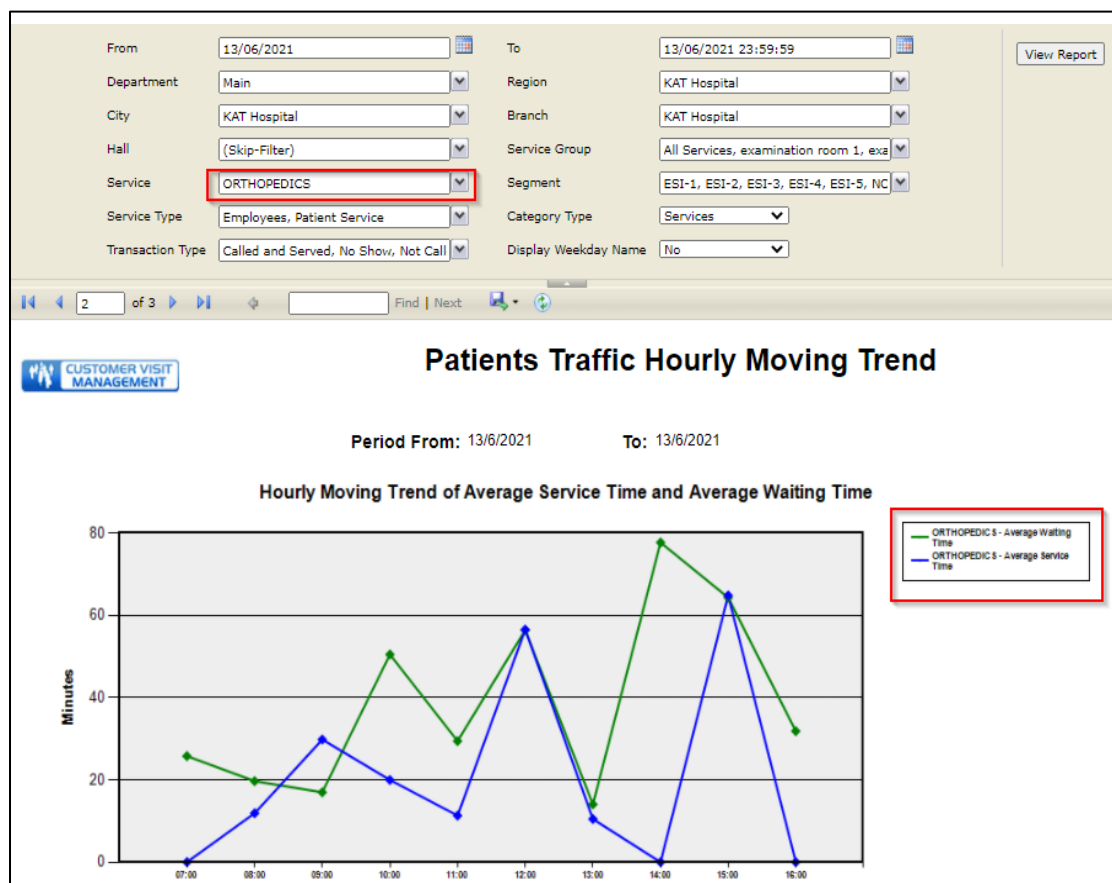 From 13/06/2021 To 13/06/2021 23:59:59 View Report
Department Main Region KAT Hospital
City KAT Hospital Branch KAT Hospital
Hall (Skip-Filter) Service Group All Services, examination room 1, exa
Service ORTHOPEDICS Segment ESI-1, ESI-2, ESI-3, ESI-4, ESI-5, NC
Service Type Employees, Patient Service Category Type Services
Transaction Type Called and Served, No Show, Not Call Display Weekday Name No
2 of 3 Find | Next
CUSTOMER VISIT
MANAGEMENT
Patients Traffic Hourly Moving Trend
Period From: 13/6/2021 To: 13/6/2021
Hourly Moving Trend of Average Service Time and Average Waiting Time
ORTHOPEDICS - Average Waiting
Time
ORTHOPEDICS - Average Service
Time
Minutes
80
60
40
20
0
07:00 08:00 09:00 10:00 11:00 12:00 13:00 14:00 15:00 16:00